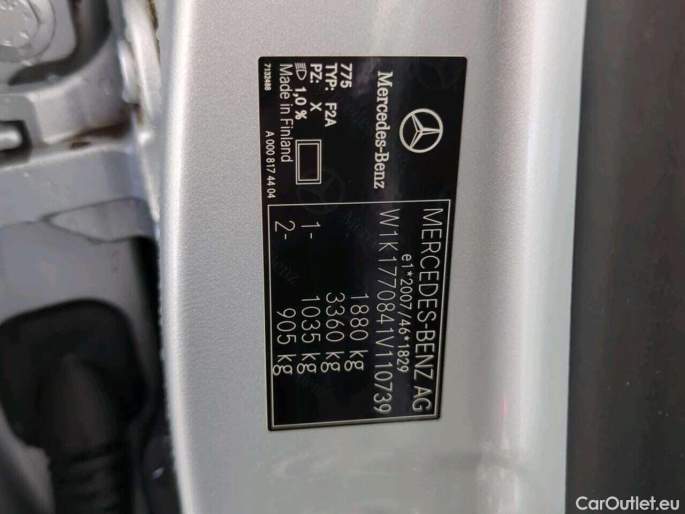 Mercedes-Benz
775
TYP: F2A
PZ: X
1,0 %
Made in Finland
7132488
A 000 817 44 04
MERCEDES-BENZ AG
e1*2007/46*1829
W1K1770841V110739
1880 kg
3360 kg
1- 1035 kg
2- 905 kg
CarOutlet.eu